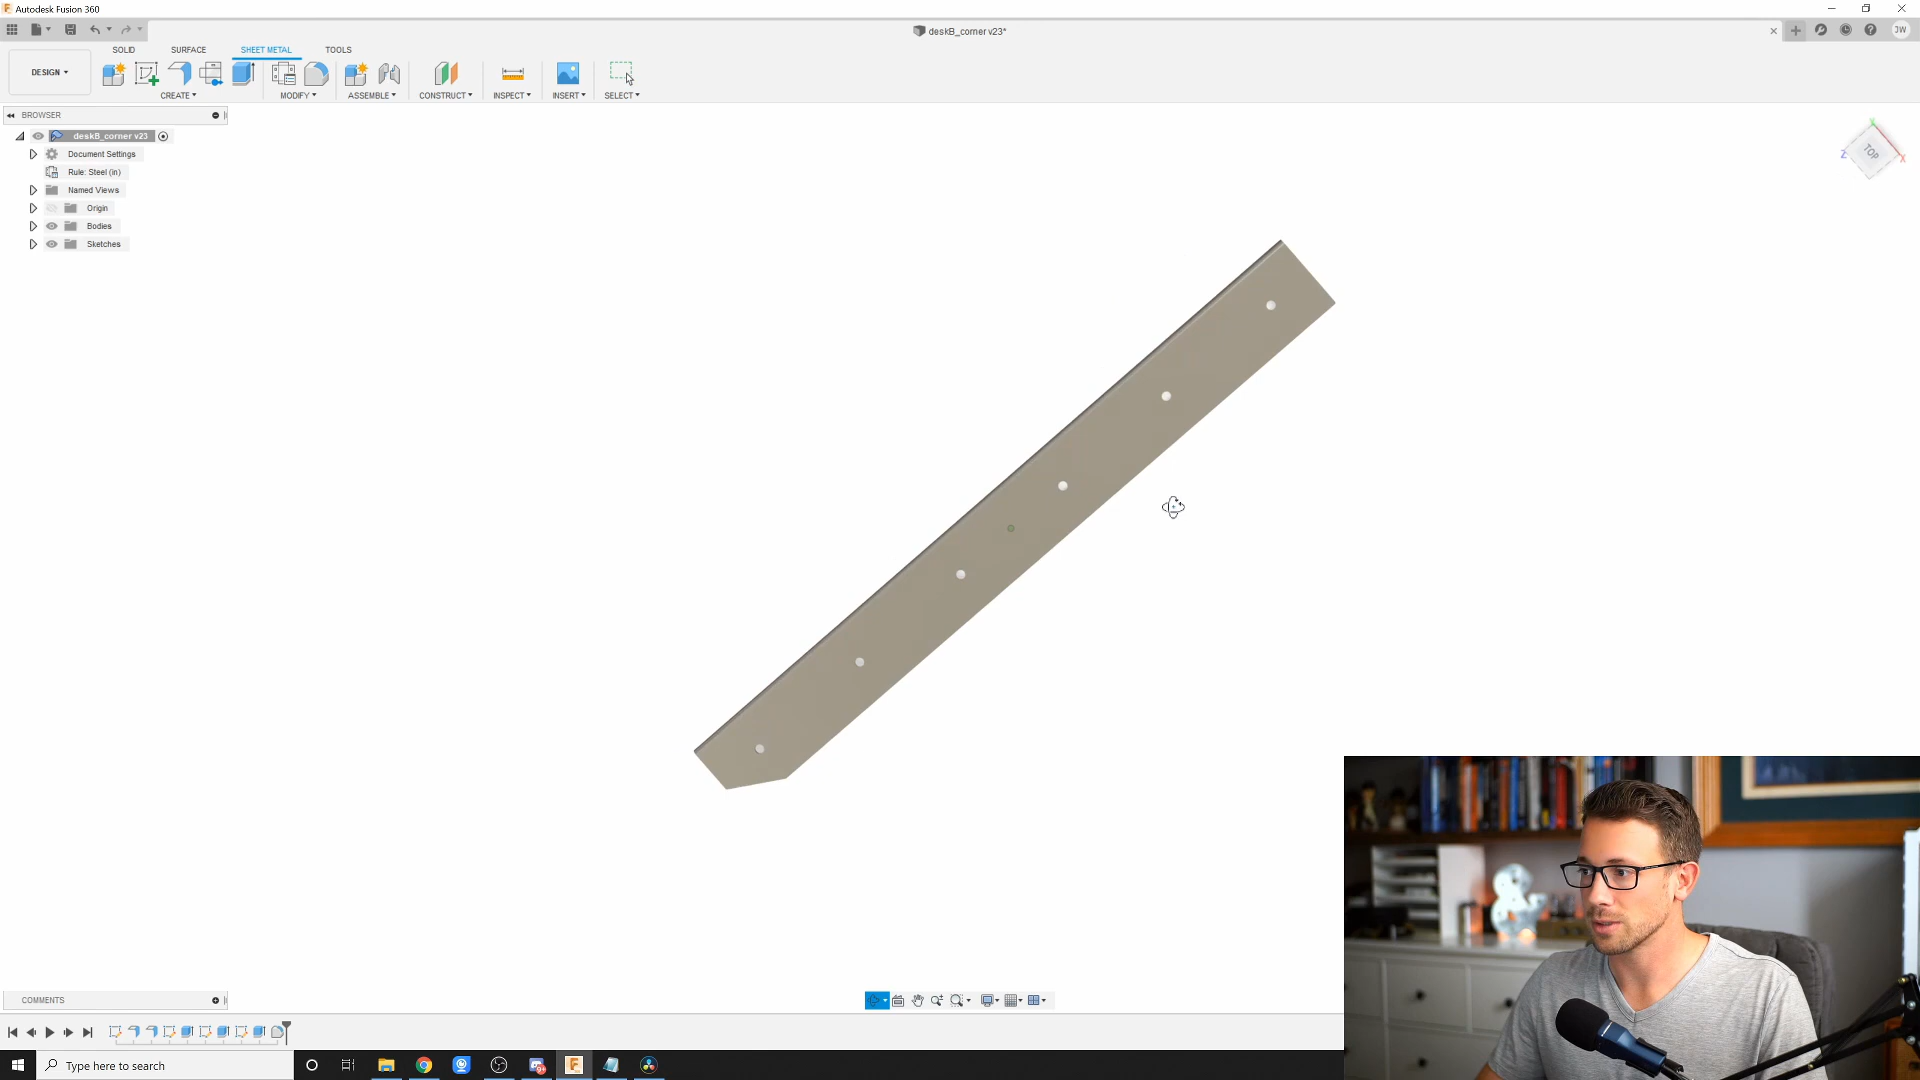 Autodesk Fusion 360
deskB_corner v23*
JW
DESIGN
SOLID SURFACE SHEET METAL TOOLS
CREATE MODIFY ASSEMBLE CONSTRUCT INSPECT INSERT SELECT
BROWSER
deskB_corner v23
Document Settings
Rule: Steel (in)
Named Views
Origin
Bodies
Sketches
TOP
Z
X
COMMENTS
Type here to search